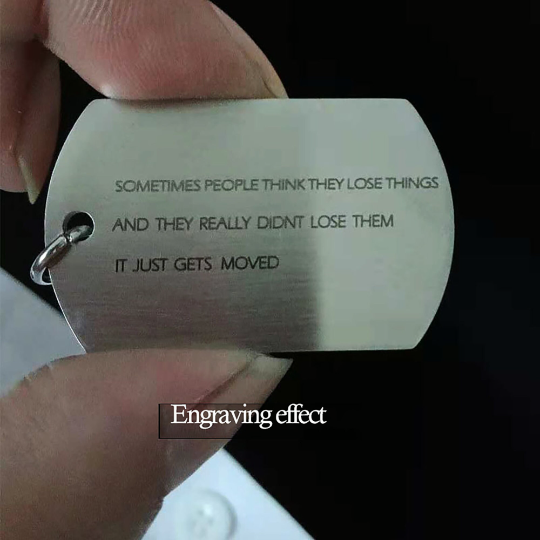 SOMETIMES PEOPLE THINK THEY LOSE THINGS
AND THEY REALLY DIDNT LOSE THEM
IT JUST GETS MOVED
Engraving effect